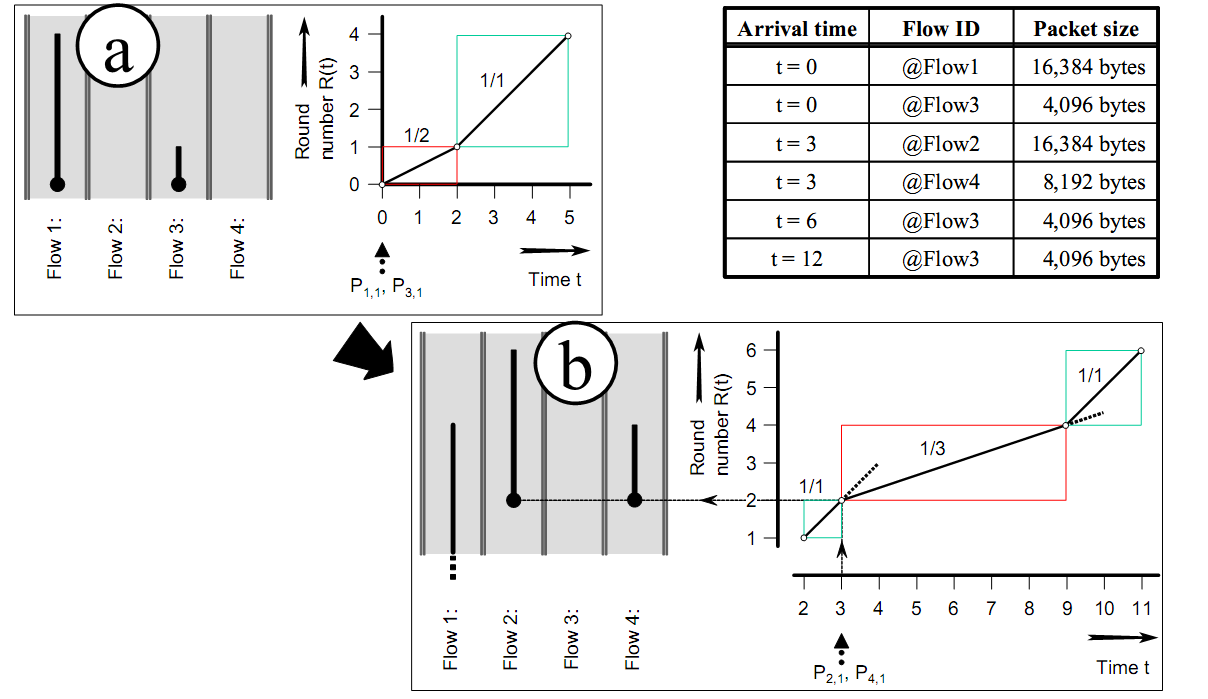 a
Round
number R(t)
4
3
2
1
0
1/2
1/1
0 1 2 3 4 5
Time t
P1,1, P3,1
Flow 1:
Flow 2:
Flow 3:
Flow 4:
Arrival time Flow ID Packet size
t = 0 @Flow1 16,384 bytes
t = 0 @Flow3 4,096 bytes
t = 3 @Flow2 16,384 bytes
t = 3 @Flow4 8,192 bytes
t = 6 @Flow3 4,096 bytes
t = 12 @Flow3 4,096 bytes
b
Round
number R(t)
6
5
4
3
2
1
1/1
1/3
1/1
2 3 4 5 6 7 8 9 10 11
Time t
P2,1, P4,1
Flow 1:
Flow 2:
Flow 3:
Flow 4: